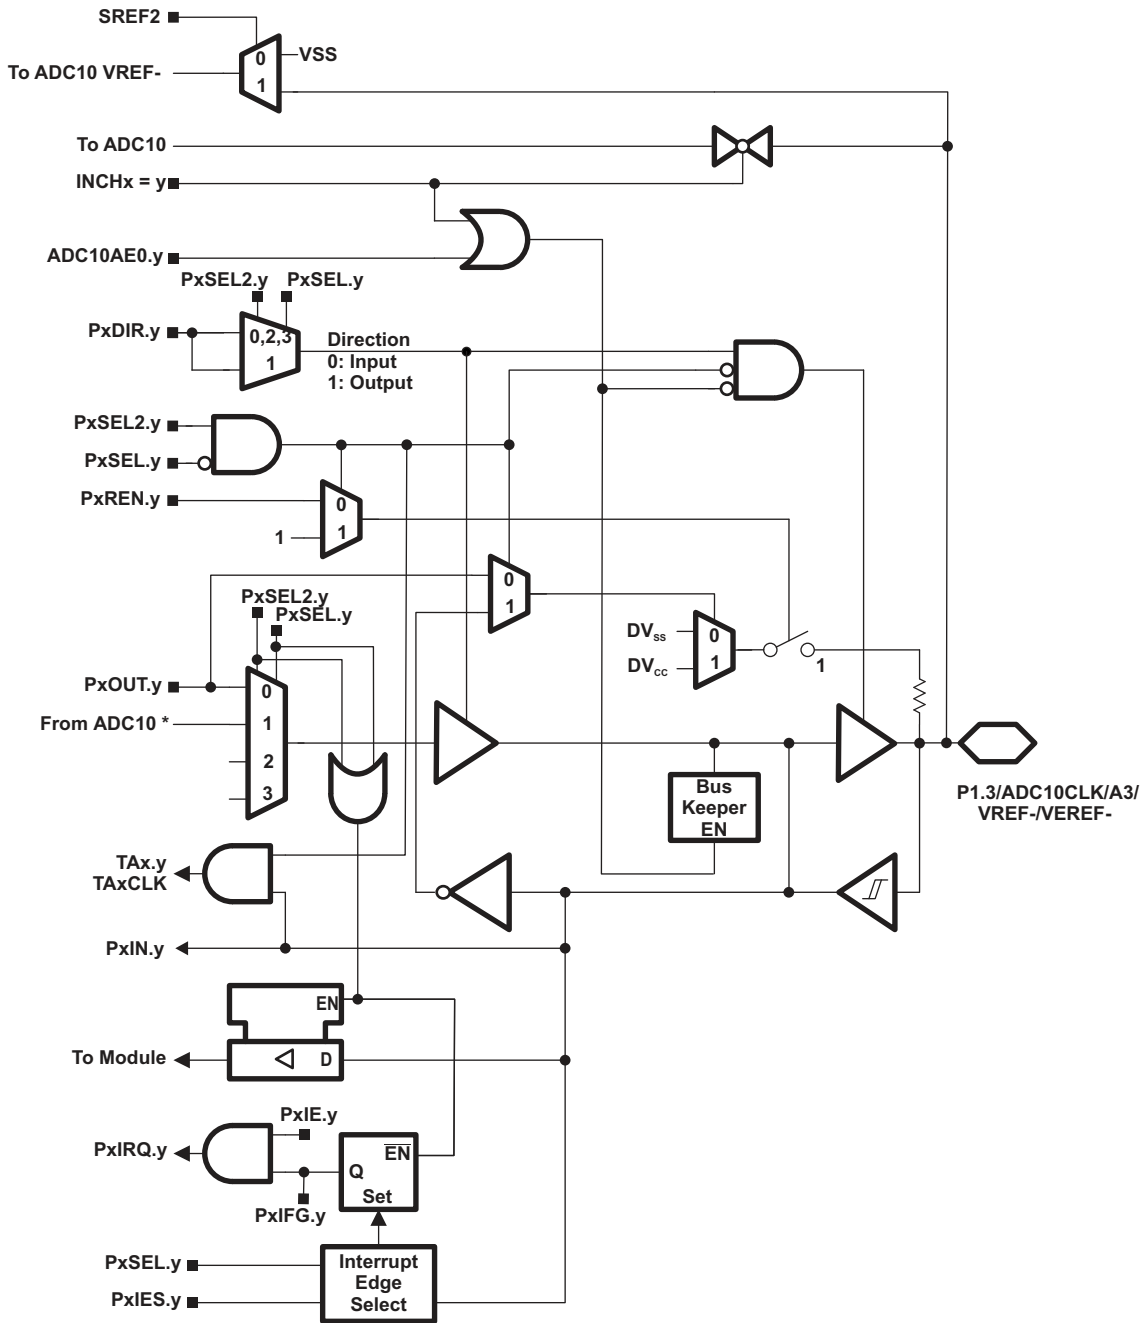 SREF2
0
VSS
To ADC10 VREF-
1
To ADC10
INCHx = y
ADC10AE0.y
PxSEL2.y
PxSEL.y
PxDIR.y
0,2,3
1
Direction
0: Input
1: Output
PxSEL2.y
PxSEL.y
PxREN.y
0
1
1
0
1
PxSEL2.y
PxSEL.y
DVSS
0
DVCC
1
1
PxOUT.y
0
From ADC10 *
1
2
3
Bus
Keeper
EN
P1.3/ADC10CLK/A3/
VREF-/VEREF-
TAx.y
TAxCLK
PxIN.y
EN
To Module
D
PxIE.y
PxIRQ.y
EN
Q
Set
PxIFG.y
PxSEL.y
PxIES.y
Interrupt
Edge
Select